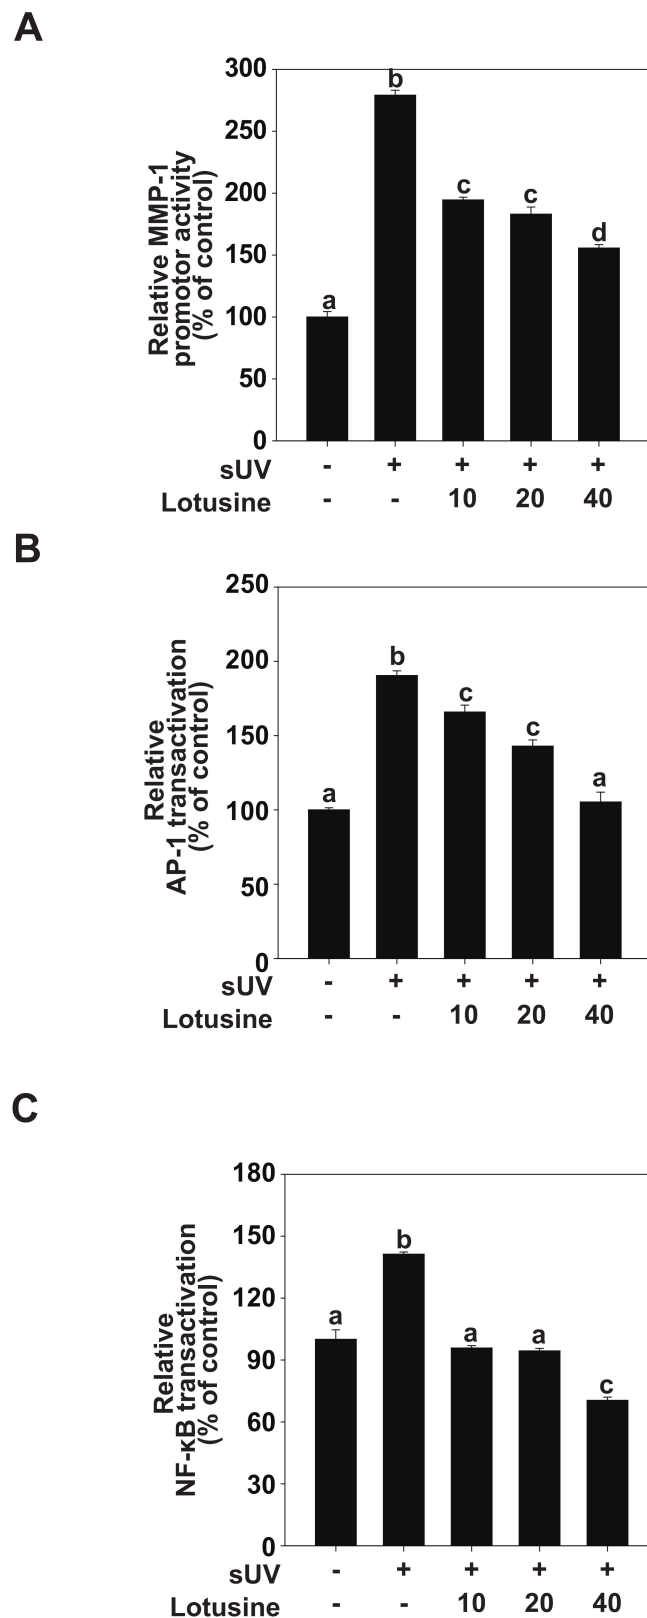 A
Relative MMP-1
promotor activity
(% of control)
300
250
200
150
100
50
0
a
b
c
c
d
sUV - + + + +
Lotusine - - 10 20 40
B
Relative
AP-1 transactivation
(% of control)
250
200
150
100
50
0
a
b
c
c
a
sUV - + + + +
Lotusine - - 10 20 40
C
Relative
NF-κB transactivation
(% of control)
180
150
120
90
60
30
0
a
b
a
a
c
sUV - + + + +
Lotusine - - 10 20 40